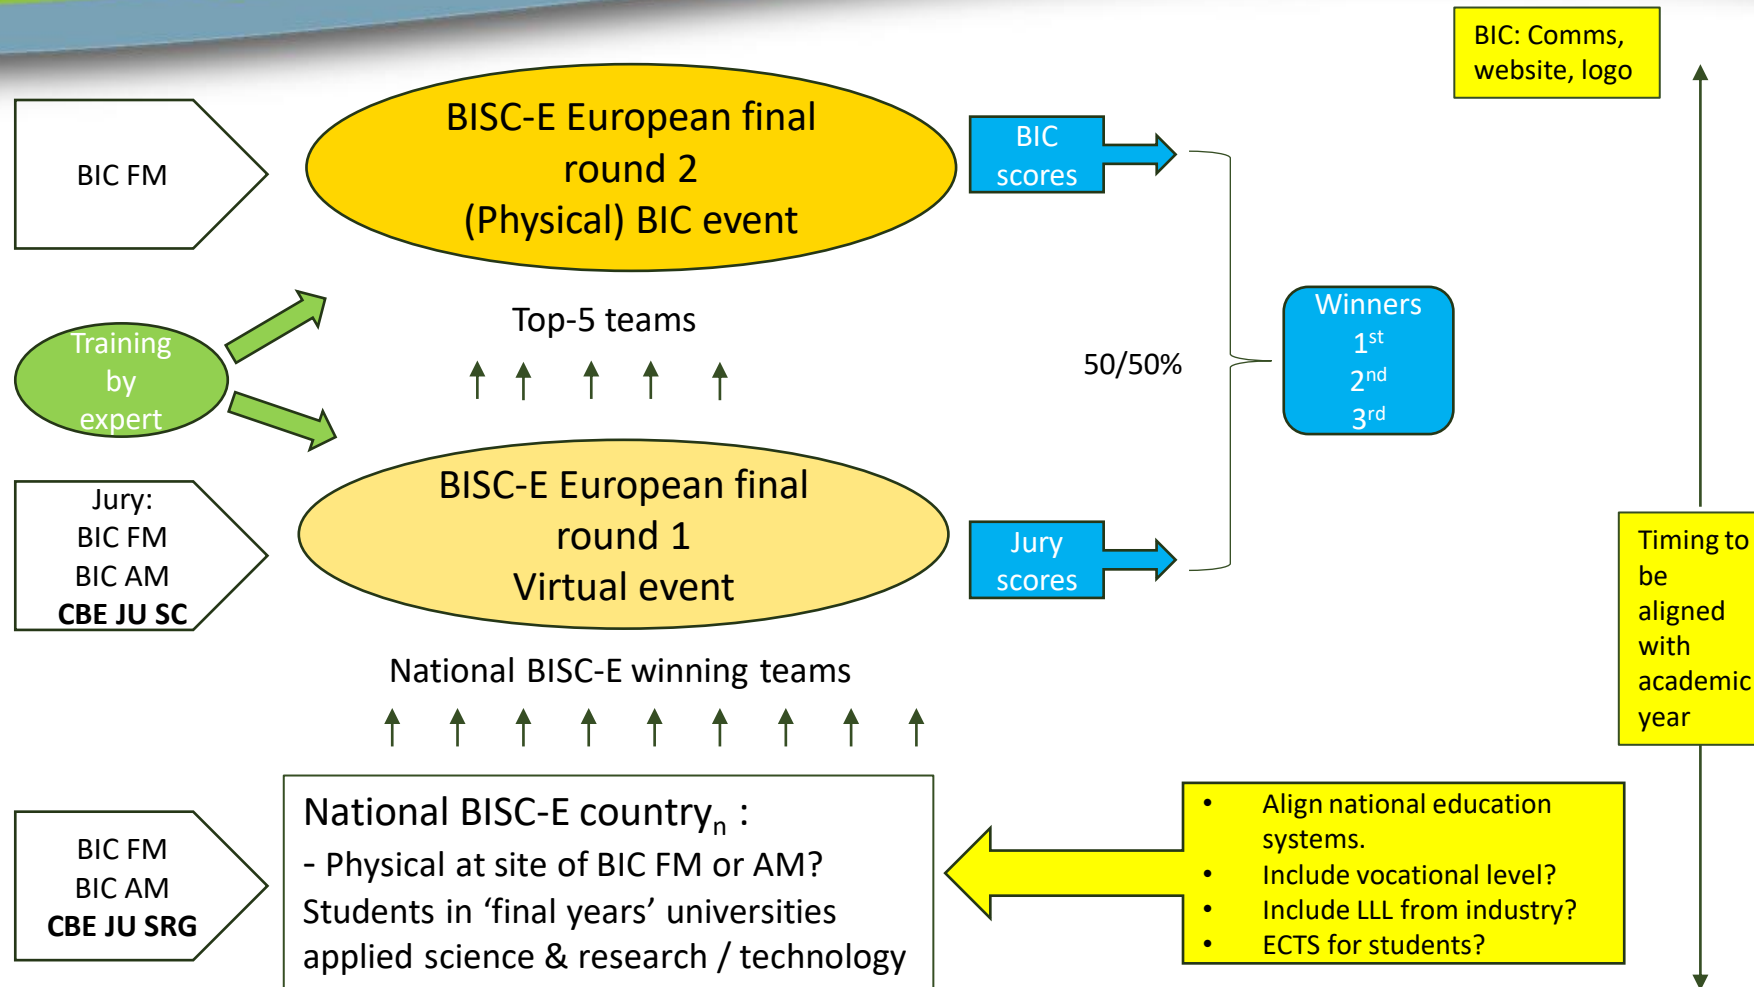 BIC: Comms,
website, logo
BIC FM
BISC-E European final
round 2
(Physical) BIC event
BIC
scores
Training
by
expert
Top-5 teams
50/50%
Winners
1st
2nd
3rd
Jury:
BIC FM
BIC AM
CBE JU SC
BISC-E European final
round 1
Virtual event
Jury
scores
Timing to
be
aligned
with
academic
year
National BISC-E winning teams
BIC FM
BIC AM
CBE JU SRG
National BISC-E countryn :
- Physical at site of BIC FM or AM?
Students in ‘final years’ universities
applied science & research / technology
• Align national education
systems.
• Include vocational level?
• Include LLL from industry?
• ECTS for students?